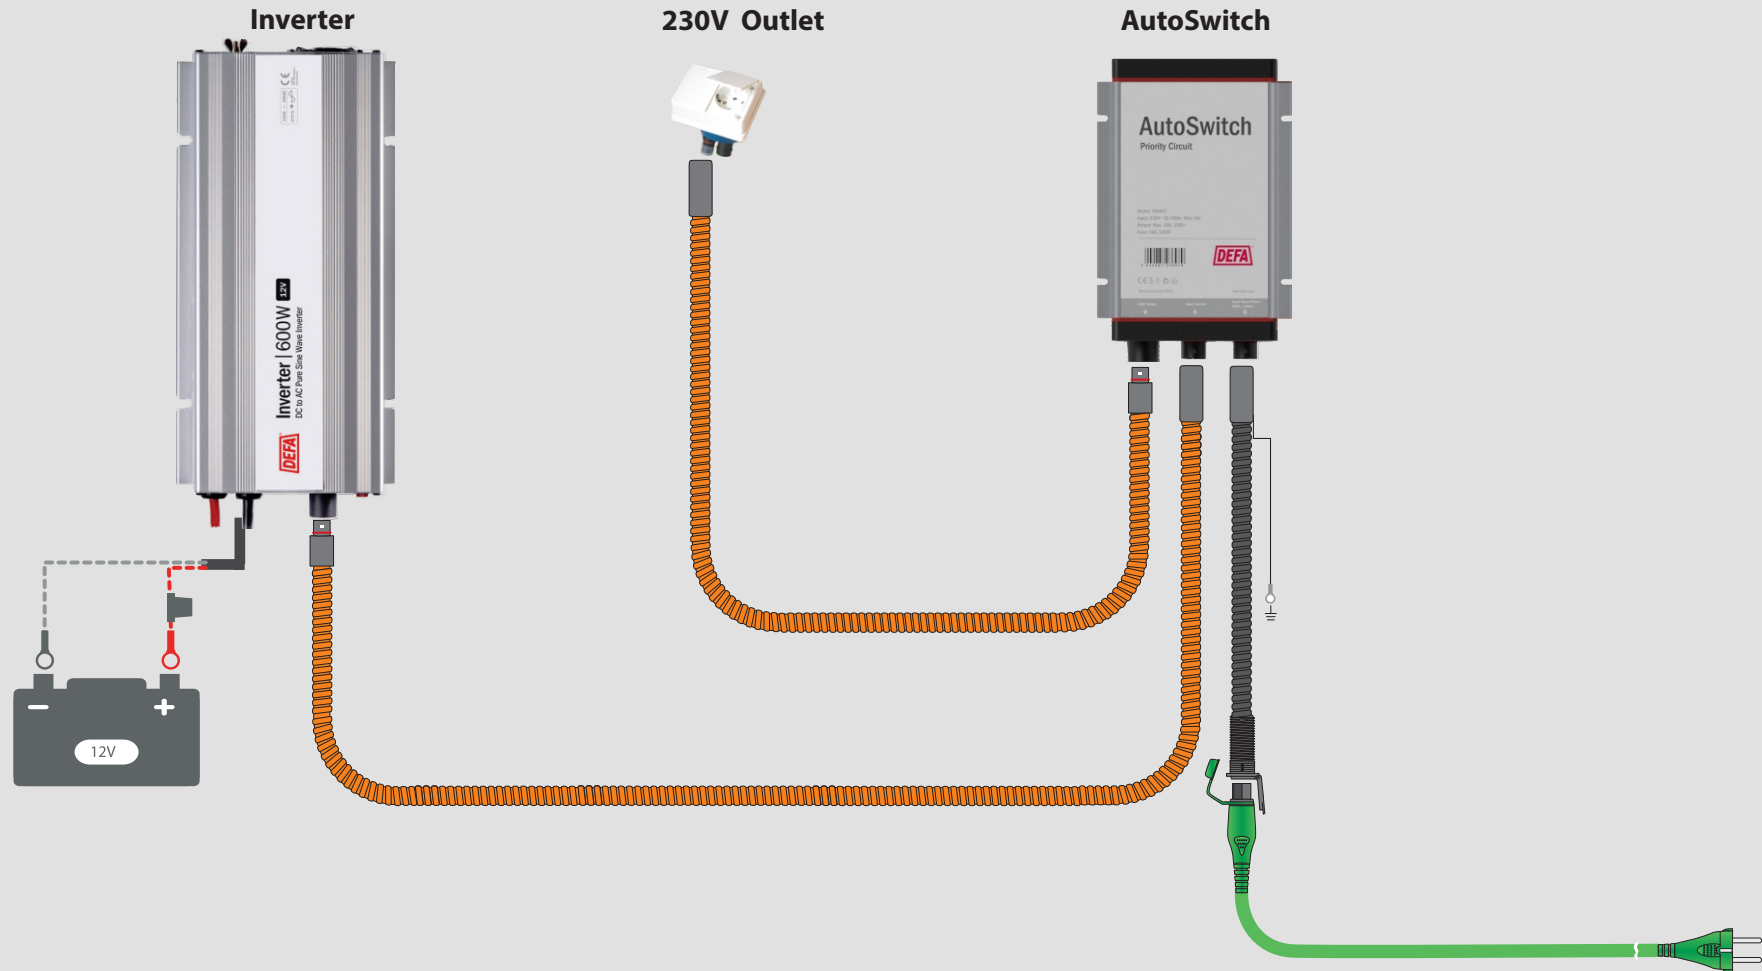 Inverter
230V Outlet
AutoSwitch
AutoSwitch
Priority Circuit
DEFA
Inverter | 600W 12V
DC to AC Pure Sine Wave Inverter
DEFA
− +
12V